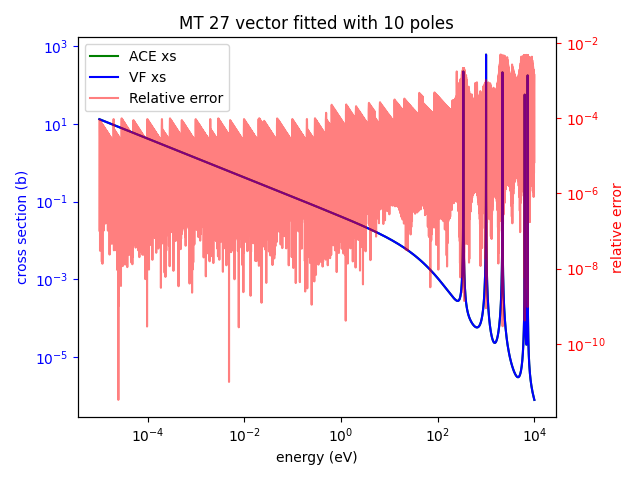 MT 27 vector fitted with 10 poles
ACE xs
VF xs
Relative error
10^3
10^1
10^-1
10^-3
10^-5
cross section (b)
10^-2
10^-4
10^-6
10^-8
10^-10
relative error
10^-4
10^-2
10^0
10^2
10^4
energy (eV)